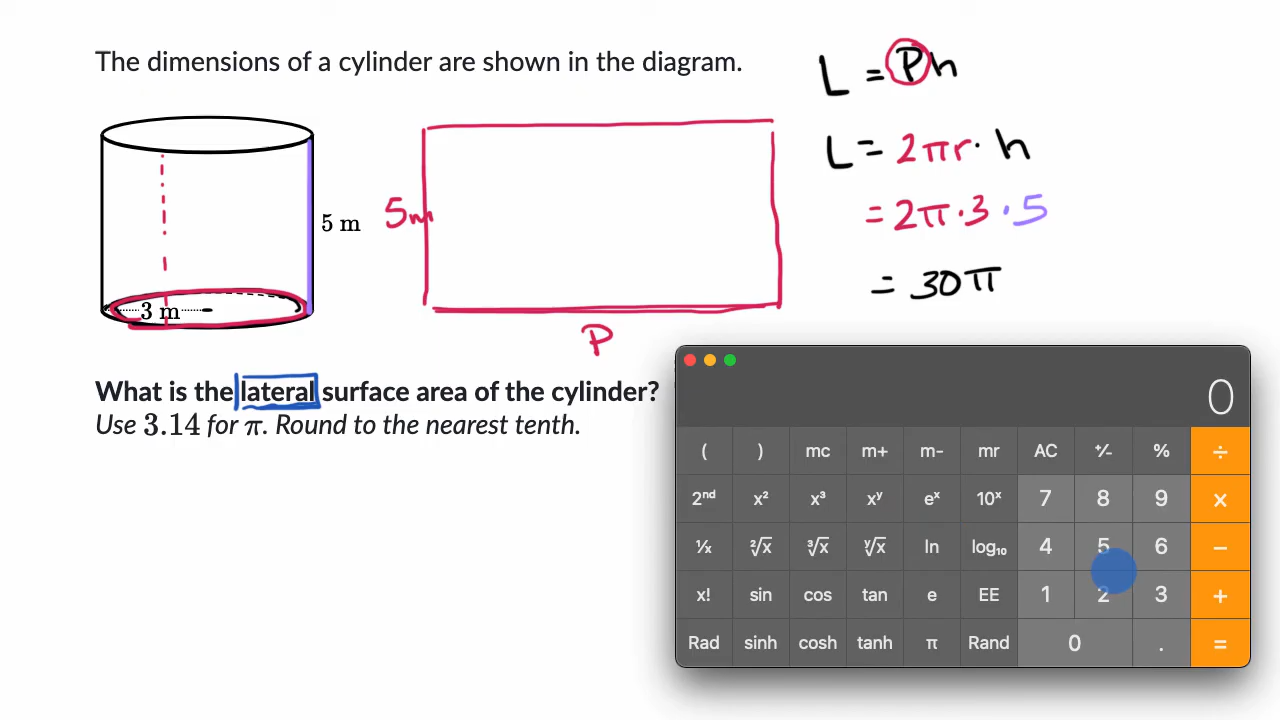 The dimensions of a cylinder are shown in the diagram.
5 m
3 m
5m
P
L = Ph
L = 2πr · h
= 2π · 3 · 5
= 30π
What is the lateral surface area of the cylinder?
Use 3.14 for π. Round to the nearest tenth.
0
( ) mc m+ m- mr AC +/- % ÷
2ⁿᵈ x² x³ xʸ eˣ 10ˣ 7 8 9 ×
1/x ²√x ³√x ʸ√x ln log₁₀ 4 5 6 −
x! sin cos tan e EE 1 2 3 +
Rad sinh cosh tanh π Rand 0 . =